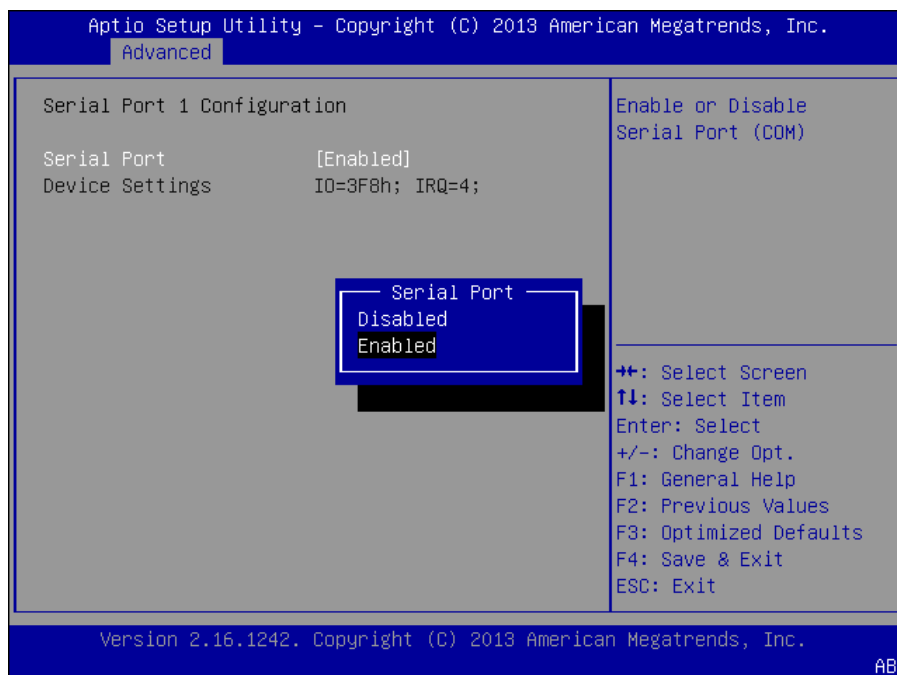 Aptio Setup Utility – Copyright (C) 2013 American Megatrends, Inc.
Advanced
Serial Port 1 Configuration
Serial Port [Enabled]
Device Settings IO=3F8h; IRQ=4;
Serial Port
Disabled
Enabled
Enable or Disable
Serial Port (COM)
→←: Select Screen
↑↓: Select Item
Enter: Select
+/-: Change Opt.
F1: General Help
F2: Previous Values
F3: Optimized Defaults
F4: Save & Exit
ESC: Exit
Version 2.16.1242. Copyright (C) 2013 American Megatrends, Inc.
AB